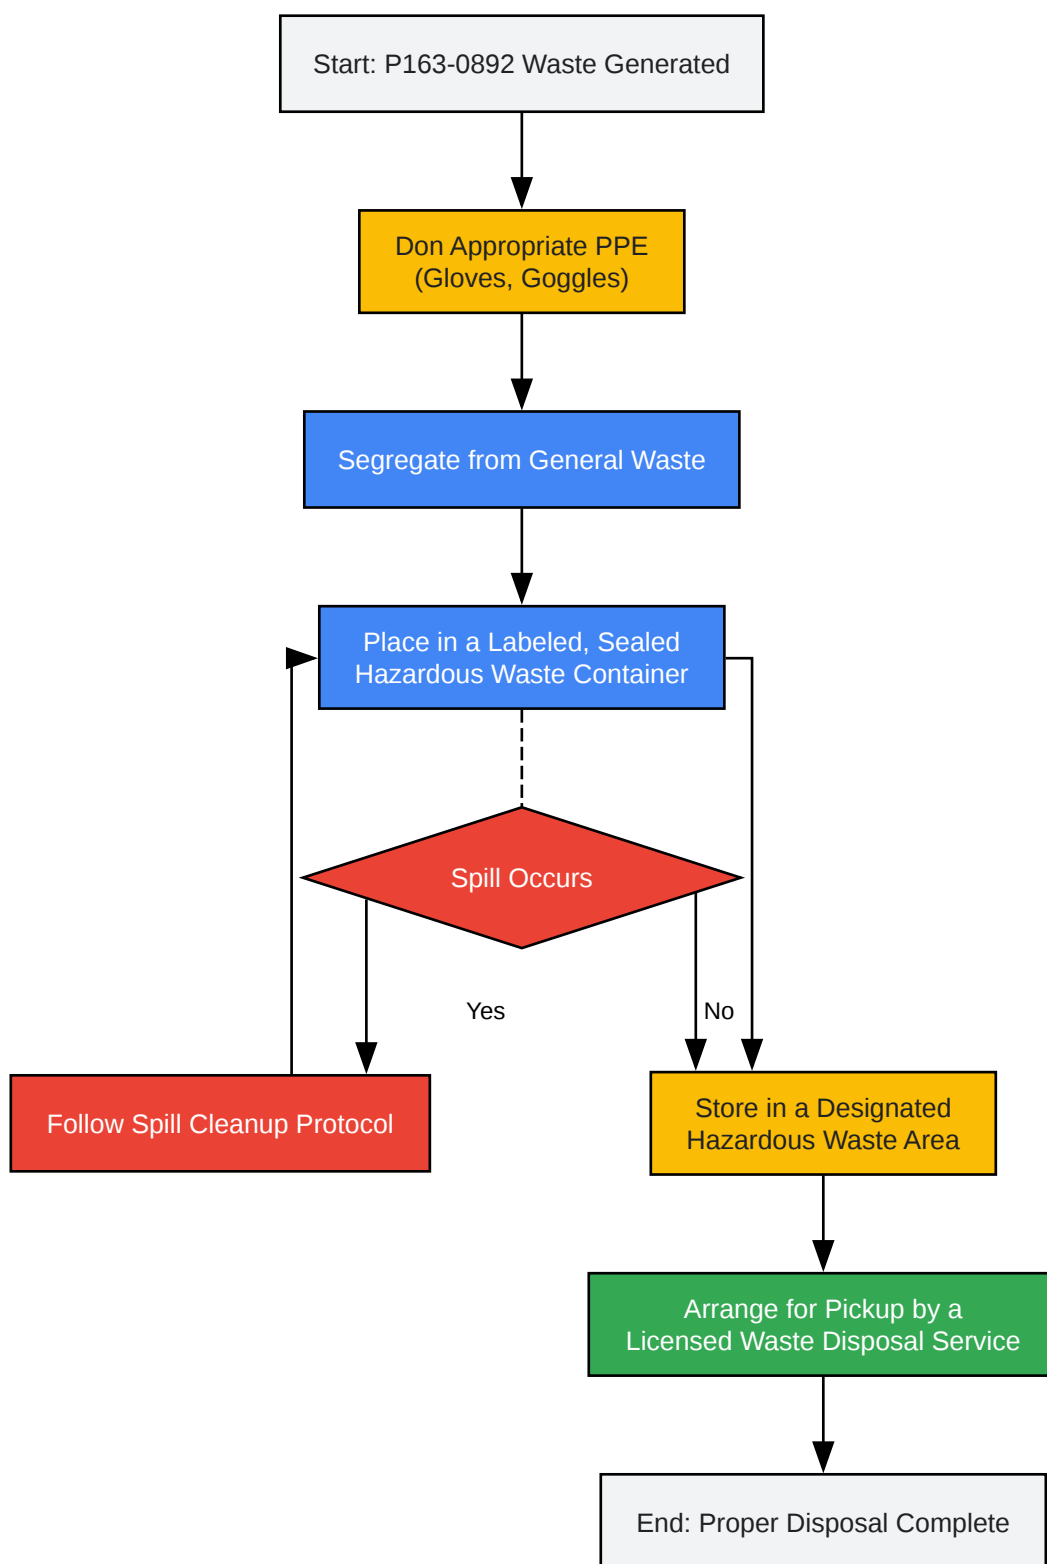 Start: P163-0892 Waste Generated
Don Appropriate PPE
(Gloves, Goggles)
Segregate from General Waste
Place in a Labeled, Sealed
Hazardous Waste Container
Spill Occurs
Yes
No
Follow Spill Cleanup Protocol
Store in a Designated
Hazardous Waste Area
Arrange for Pickup by a
Licensed Waste Disposal Service
End: Proper Disposal Complete